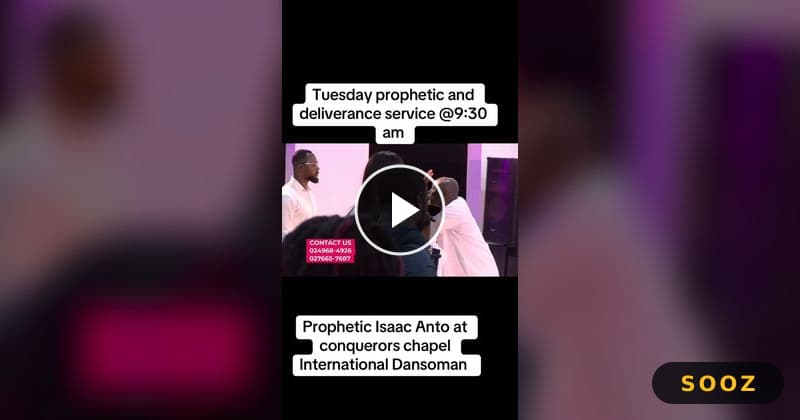 Tuesday prophetic and
deliverance service @9:30
am
CONTACT US
024968-4926
027665-7687
Prophetic Isaac Anto at
conquerors chapel
International Dansoman
SOOZ